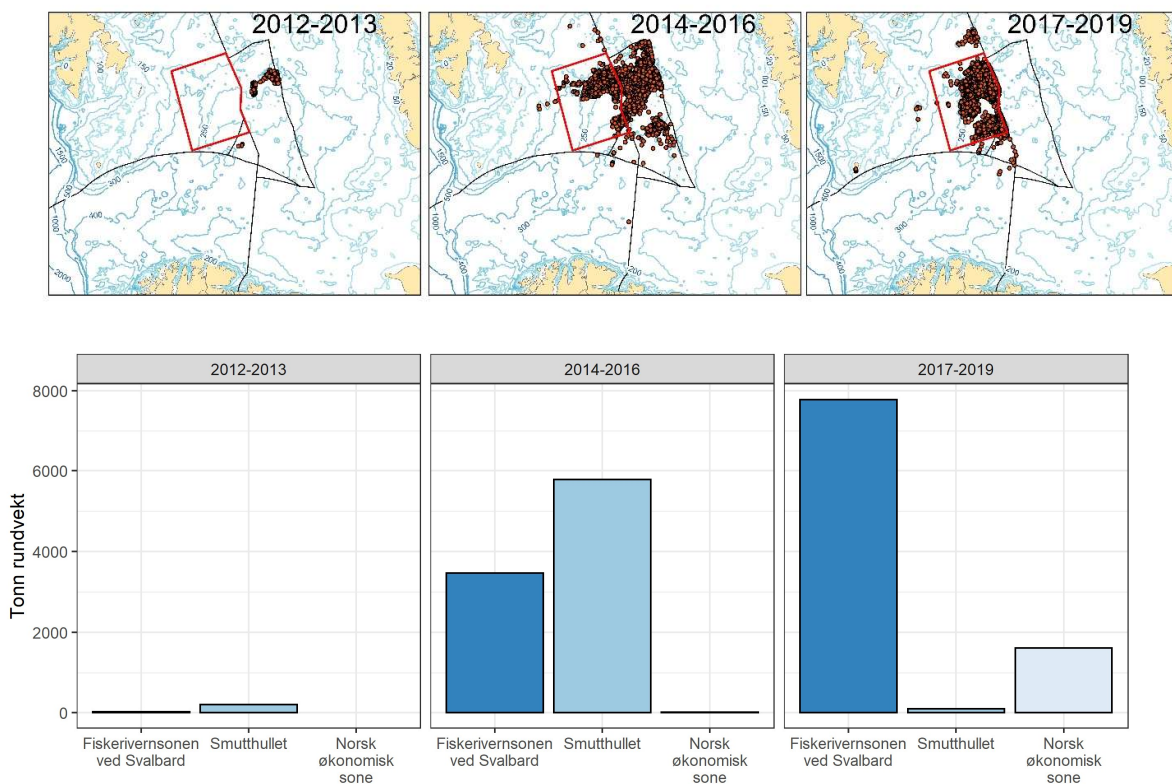 2012-2013
2014-2016
2017-2019
2012-2013
2014-2016
2017-2019
Tonn rundvekt
8000
6000
4000
2000
0
Fiskerivernsonen
ved Svalbard
Smutthullet
Norsk
økonomisk
sone
Fiskerivernsonen
ved Svalbard
Smutthullet
Norsk
økonomisk
sone
Fiskerivernsonen
ved Svalbard
Smutthullet
Norsk
økonomisk
sone